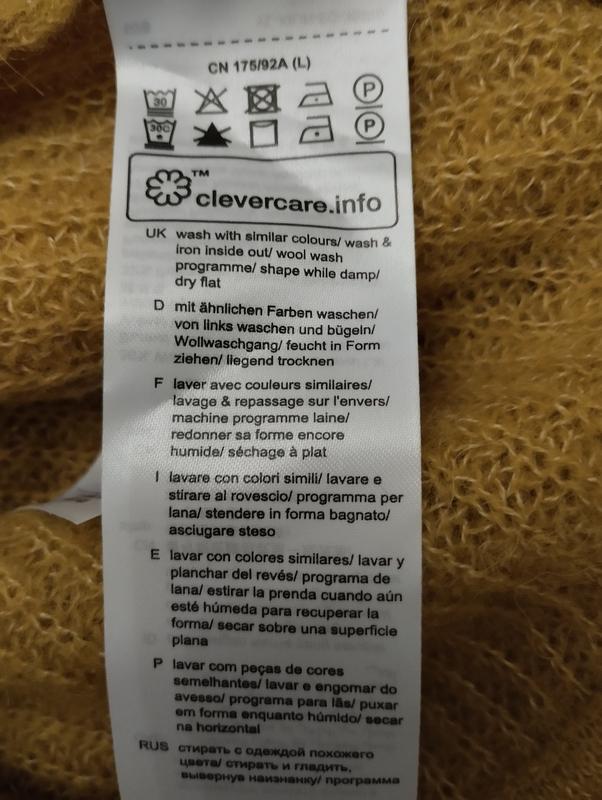 CN 175/92A (L)
30 P
30C P
TM
clevercare.info
UK wash with similar colours/ wash &
iron inside out/ wool wash
programme/ shape while damp/
dry flat
D mit ähnlichen Farben waschen/
von links waschen und bügeln/
Wollwaschgang/ feucht in Form
ziehen/ liegend trocknen
F laver avec couleurs similaires/
lavage & repassage sur l'envers/
machine programme laine/
redonner sa forme encore
humide/ séchage à plat
I lavare con colori simili/ lavare e
stirare al rovescio/ programma per
lana/ stendere in forma bagnato/
asciugare steso
E lavar con colores similares/ lavar y
planchar del revés/ programa de
lana/ estirar la prenda cuando aún
esté húmeda para recuperar la
forma/ secar sobre una superficie
plana
P lavar com peças de cores
semelhantes/ lavar e engomar do
avesso/ programa para lãs/ puxar
em forma enquanto húmido/ secar
na horizontal
RUS стирать с одеждой похожего
цвета/ стирать и гладить,
вывернув наизнанку/ программа